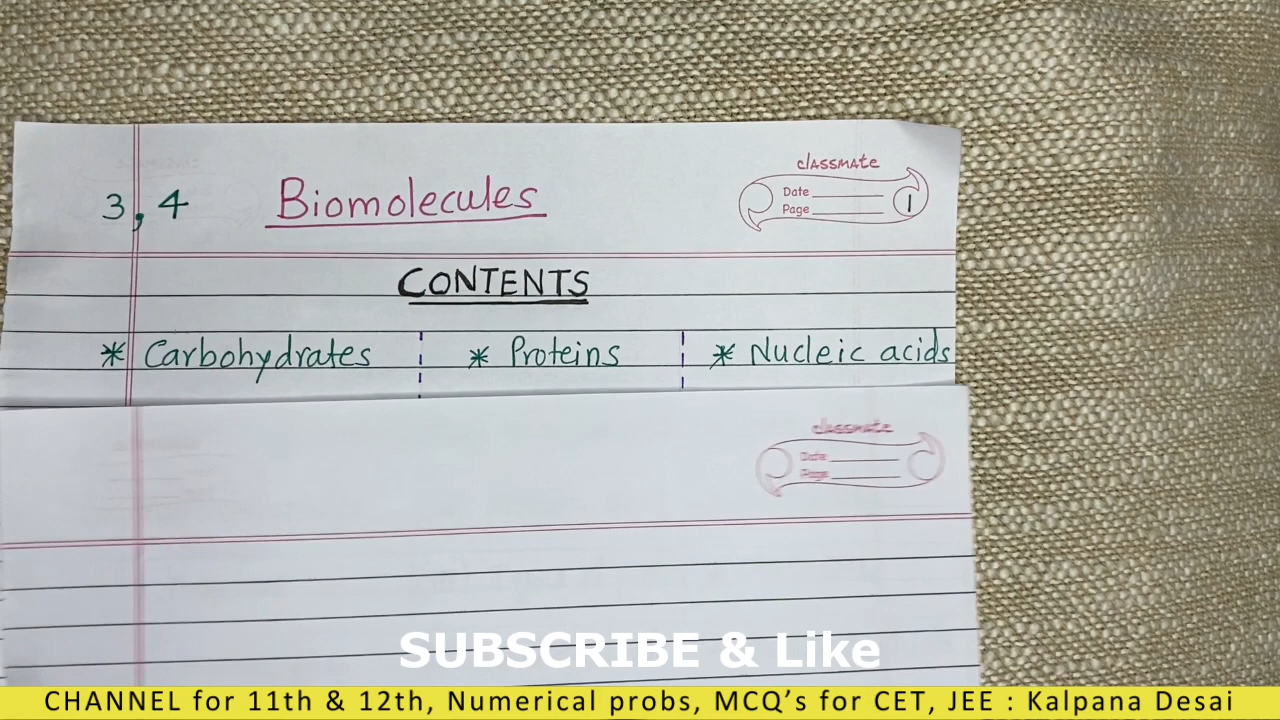 classmate
3, 4 Biomolecules
Date
Page 1
CONTENTS
* Carbohydrates * Proteins * Nucleic acids
classmate
Date
Page
SUBSCRIBE & Like
CHANNEL for 11th & 12th, Numerical probs, MCQ’s for CET, JEE : Kalpana Desai